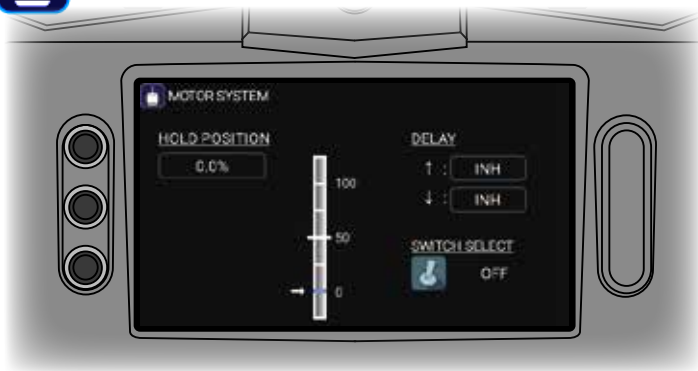 MOTOR SYSTEM
HOLD POSITION
0.0%
100
50
0
DELAY
↑ : INH
↓ : INH
SWITCH SELECT
OFF